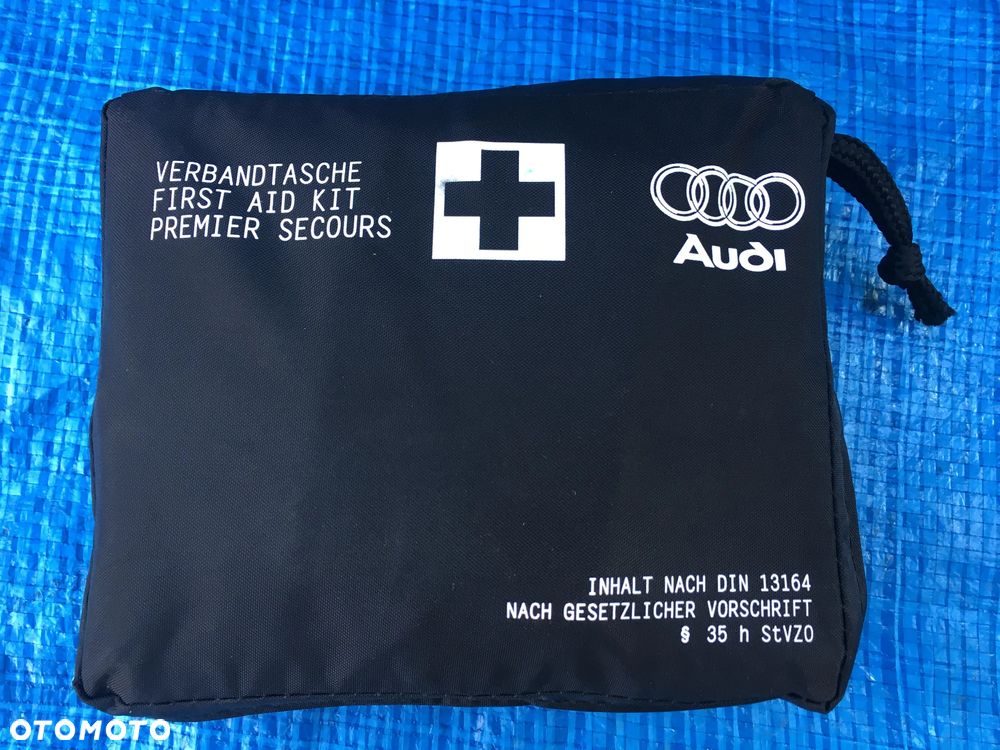 VERBANDTASCHE
FIRST AID KIT
PREMIER SECOURS
Audi
INHALT NACH DIN 13164
NACH GESETZLICHER VORSCHRIFT
§ 35 h StVZO
OTOMOTO